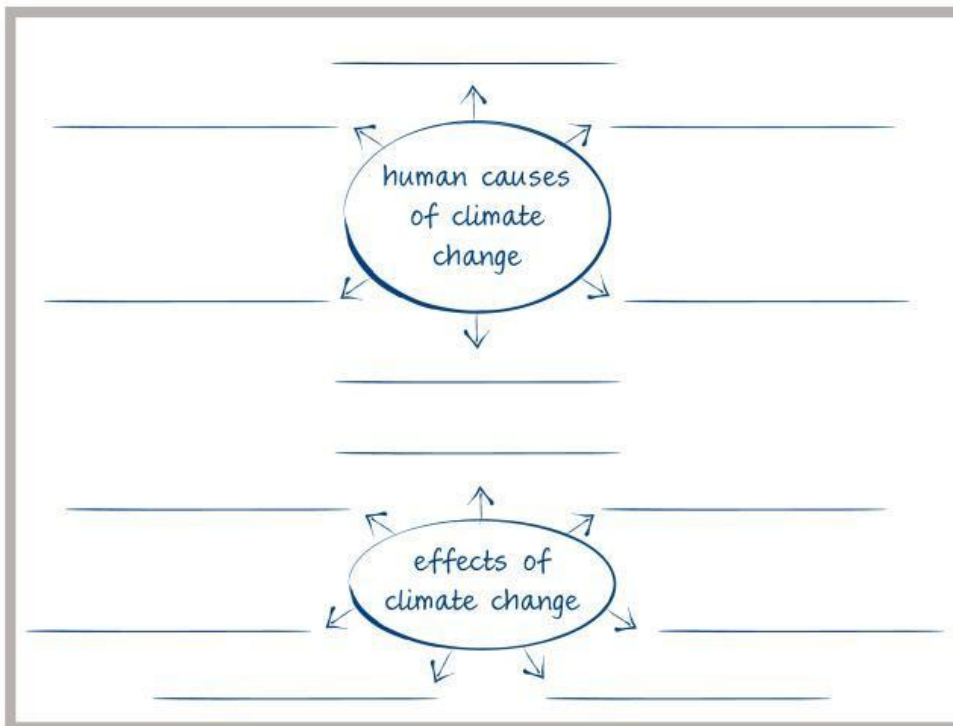 human causes
of climate
change
effects of
climate change